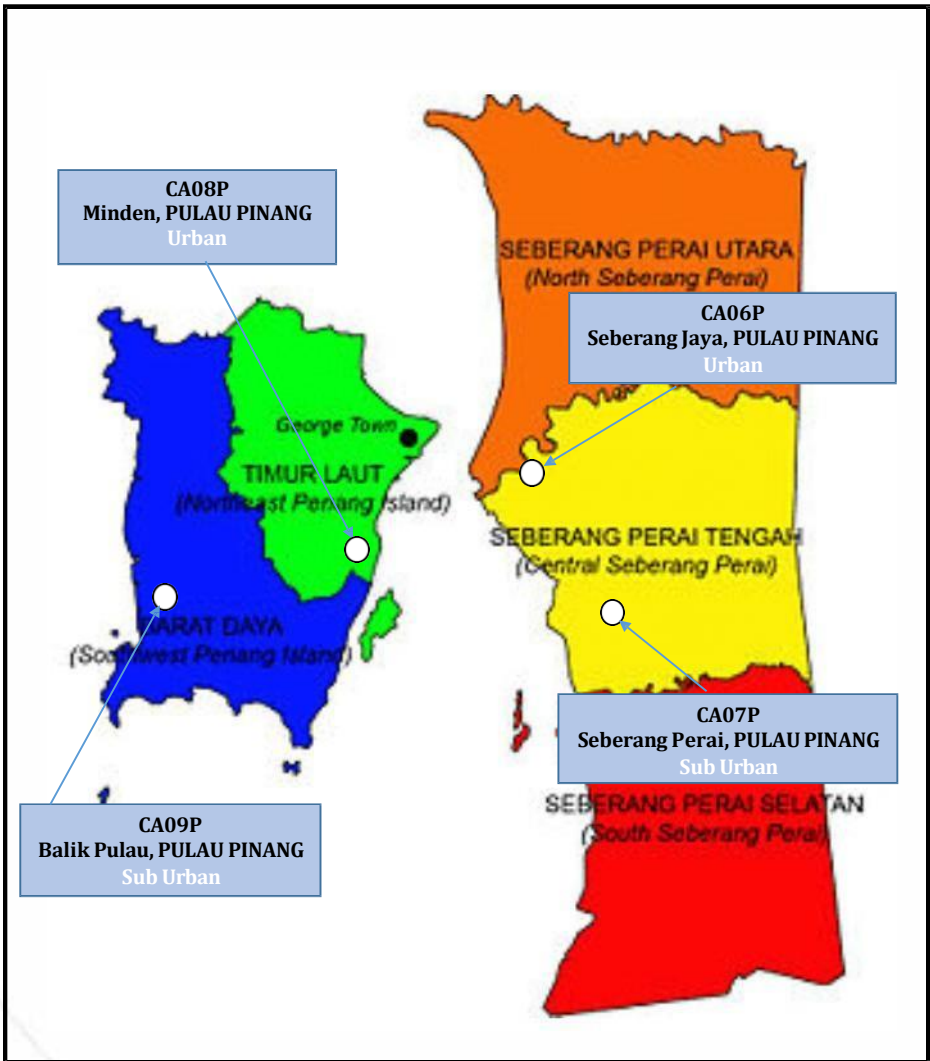 CA08P
Minden, PULAU PINANG
Urban
SEBERANG PERAI UTARA
(North Seberang Perai)
CA06P
Seberang Jaya, PULAU PINANG
Urban
George Town
TIMUR LAUT
(Northeast Penang Island)
SEBERANG PERAI TENGAH
(Central Seberang Perai)
BARAT DAYA
(Southwest Penang Island)
CA07P
Seberang Perai, PULAU PINANG
Sub Urban
SEBERANG PERAI SELATAN
(South Seberang Perai)
CA09P
Balik Pulau, PULAU PINANG
Sub Urban